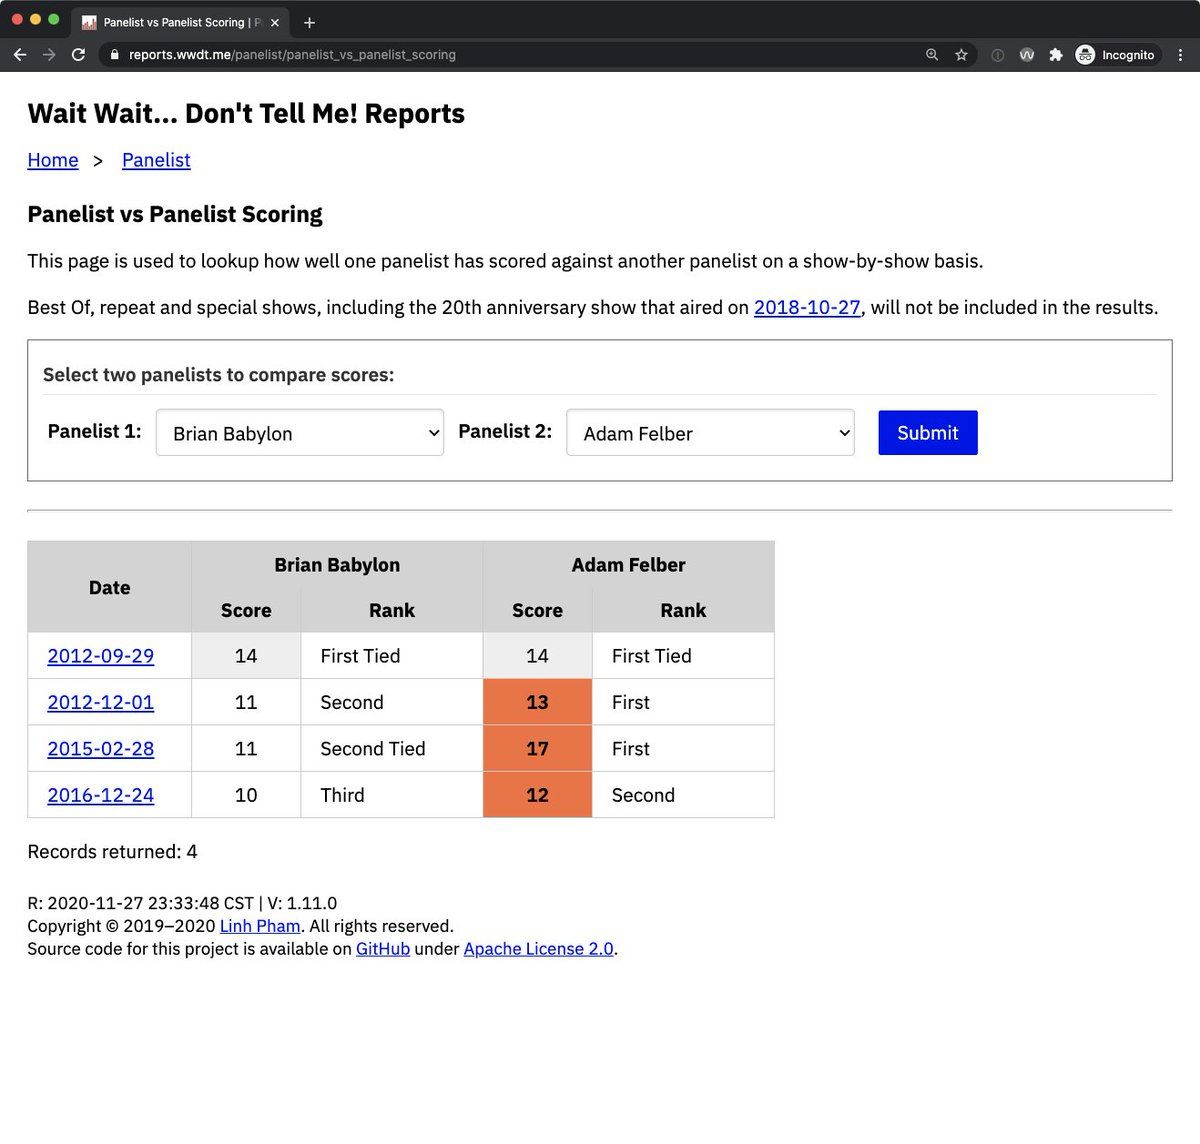 Panelist vs Panelist Scoring | P
reports.wwdt.me/panelist/panelist_vs_panelist_scoring
Incognito
Wait Wait... Don't Tell Me! Reports
Home > Panelist
Panelist vs Panelist Scoring
This page is used to lookup how well one panelist has scored against another panelist on a show-by-show basis.
Best Of, repeat and special shows, including the 20th anniversary show that aired on 2018-10-27, will not be included in the results.
Select two panelists to compare scores:
Panelist 1: Brian Babylon Panelist 2: Adam Felber Submit
Date Brian Babylon Adam Felber
Score Rank Score Rank
2012-09-29 14 First Tied 14 First Tied
2012-12-01 11 Second 13 First
2015-02-28 11 Second Tied 17 First
2016-12-24 10 Third 12 Second
Records returned: 4
R: 2020-11-27 23:33:48 CST | V: 1.11.0
Copyright © 2019–2020 Linh Pham. All rights reserved.
Source code for this project is available on GitHub under Apache License 2.0.